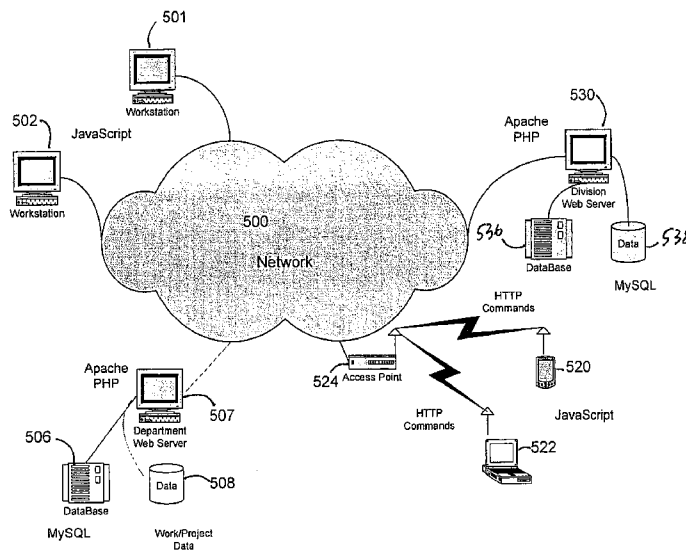 501
Workstation
502
JavaScript
Workstation
500
Network
530
Apache
PHP
Division
Web Server
536
DataBase
Data
538
MySQL
HTTP
Commands
524
Access Point
520
JavaScript
HTTP
Commands
522
Apache
PHP
507
Department
Web Server
506
DataBase
MySQL
Data
508
Work/Project
Data